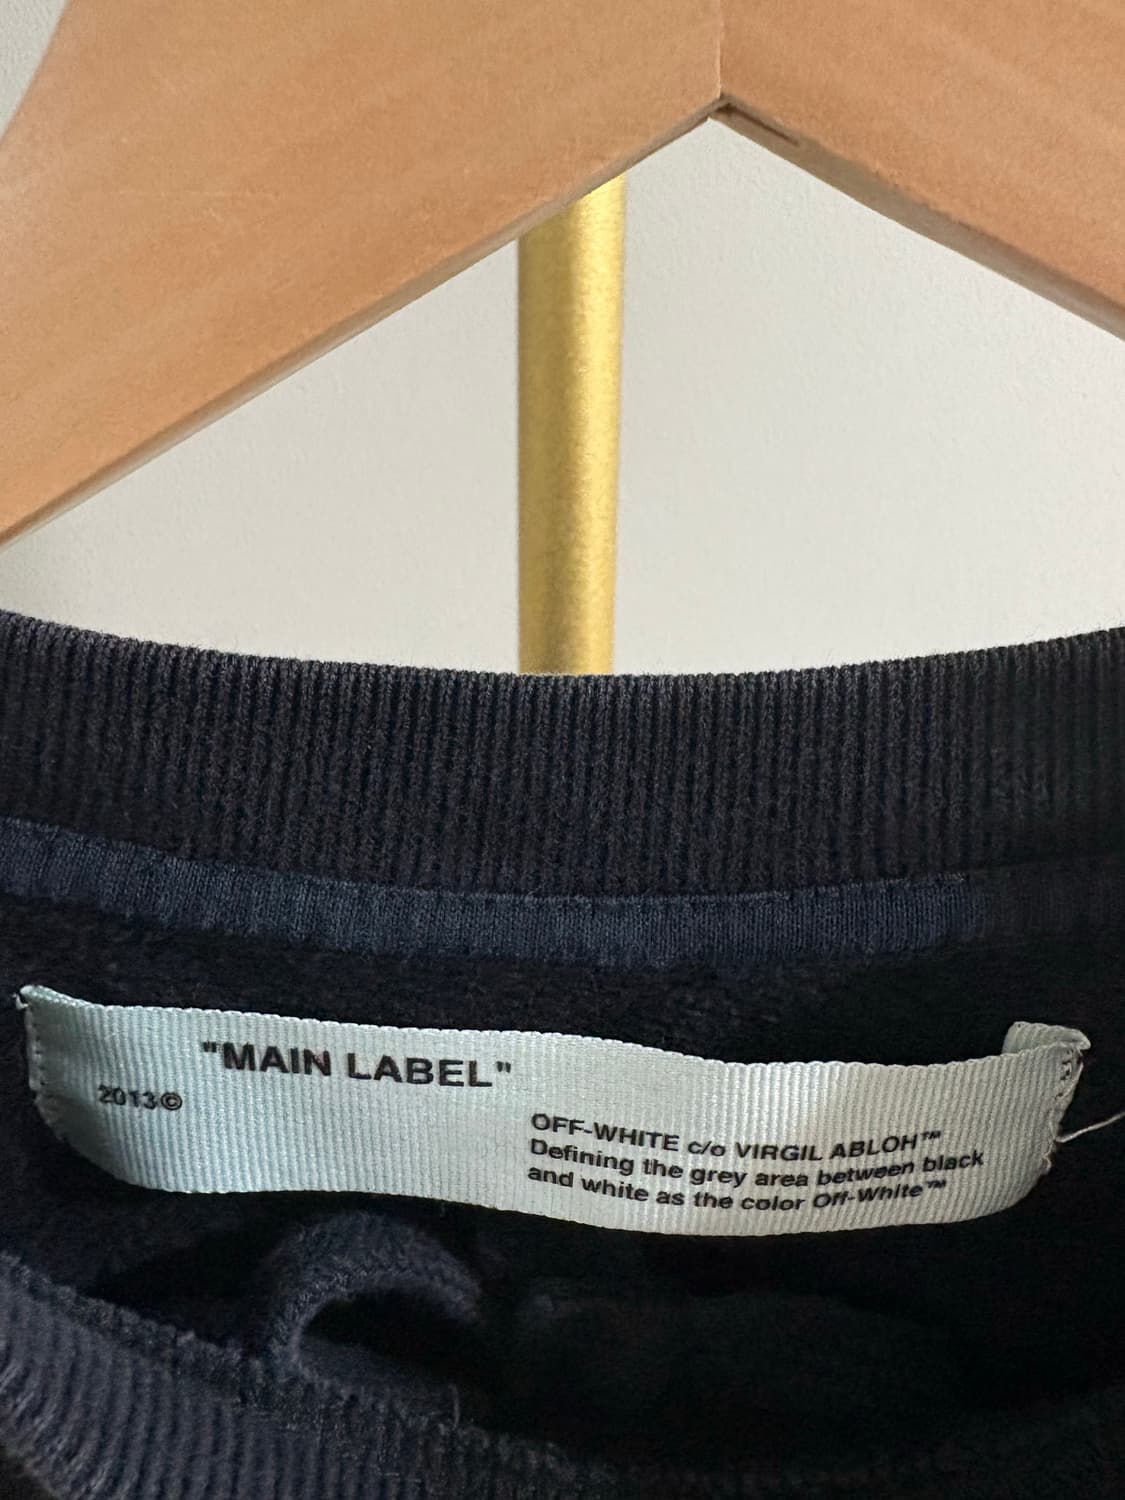 "MAIN LABEL"
2013©
OFF-WHITE c/o VIRGIL ABLOH™
Defining the grey area between black
and white as the color Off-White™